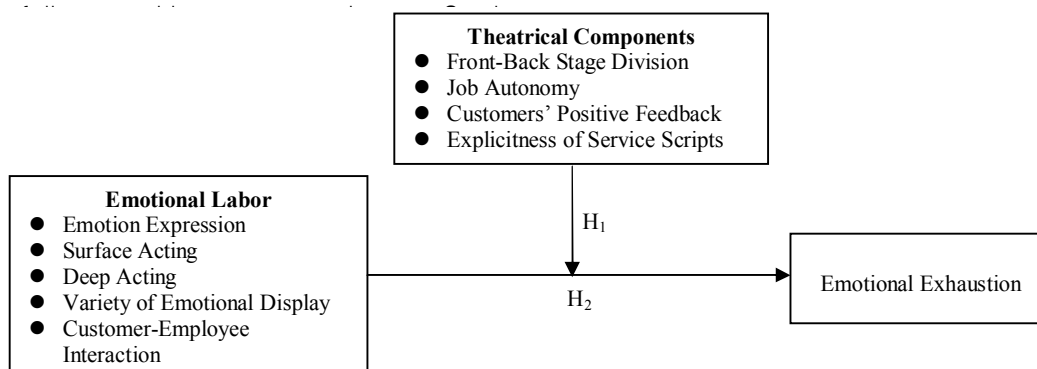 Theatrical Components
● Front-Back Stage Division
● Job Autonomy
● Customers’ Positive Feedback
● Explicitness of Service Scripts
Emotional Labor
● Emotion Expression
● Surface Acting
● Deep Acting
● Variety of Emotional Display
● Customer-Employee
Interaction
H₁
H₂
Emotional Exhaustion